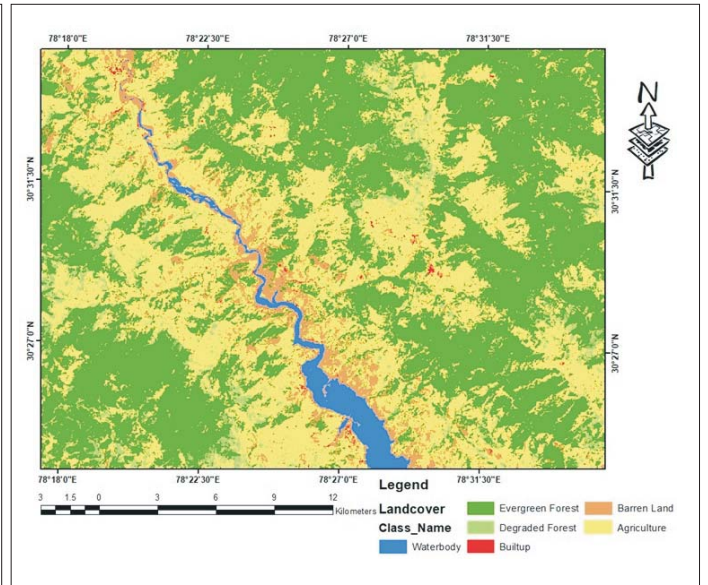 78°18'0"E 78°22'30"E 78°27'0"E 78°31'30"E
N
30°31'30"N
30°31'30"N
30°27'0"N
30°27'0"N
78°18'0"E 78°22'30"E 78°27'0"E 78°31'30"E
3 1.5 0 3 6 9 12
Kilometers
Legend
Landcover
Class_Name
Waterbody
Evergreen Forest
Degraded Forest
Builtup
Barren Land
Agriculture